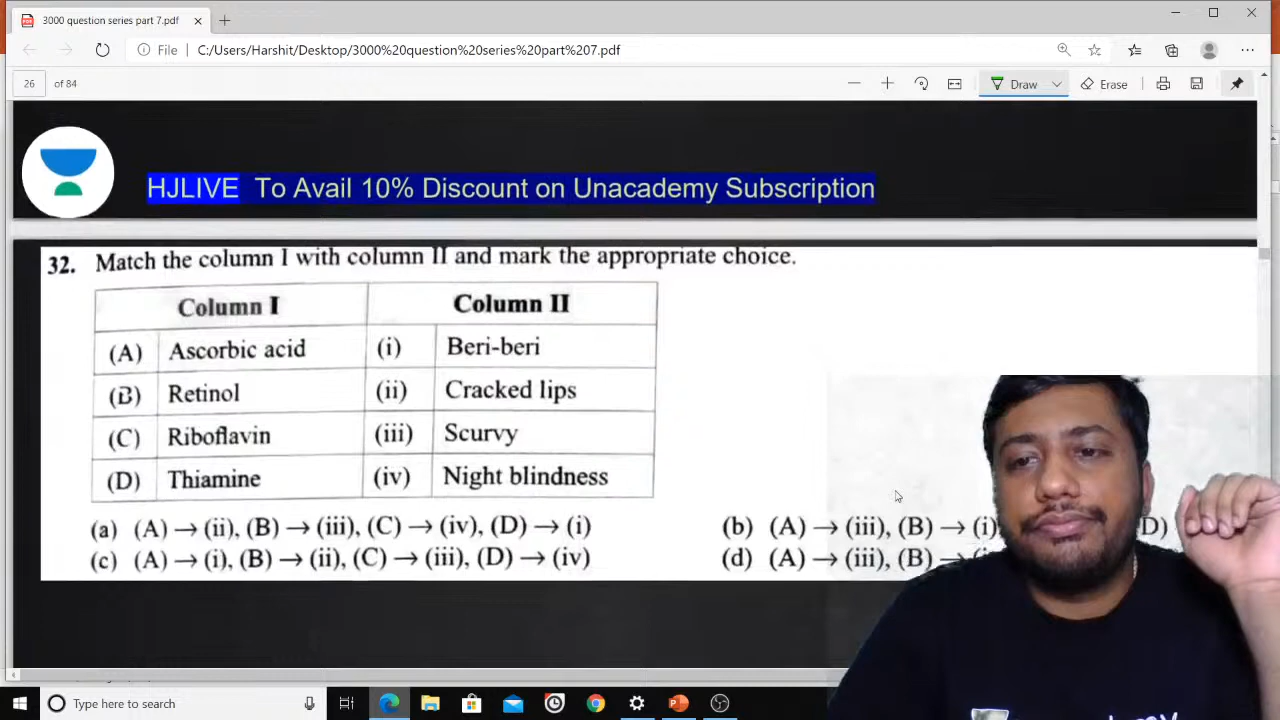 3000 question series part 7.pdf
File C:/Users/Harshit/Desktop/3000%20question%20series%20part%207.pdf
26 of 84 Draw Erase
HJLIVE To Avail 10% Discount on Unacademy Subscription
32. Match the column I with column II and mark the appropriate choice.
Column I Column II
(A) Ascorbic acid (i) Beri-beri
(B) Retinol (ii) Cracked lips
(C) Riboflavin (iii) Scurvy
(D) Thiamine (iv) Night blindness
(a) (A) → (ii), (B) → (iii), (C) → (iv), (D) → (i)
(b) (A) → (iii), (B) → (i) D)
(c) (A) → (i), (B) → (ii), (C) → (iii), (D) → (iv)
(d) (A) → (iii), (B)
Type here to search